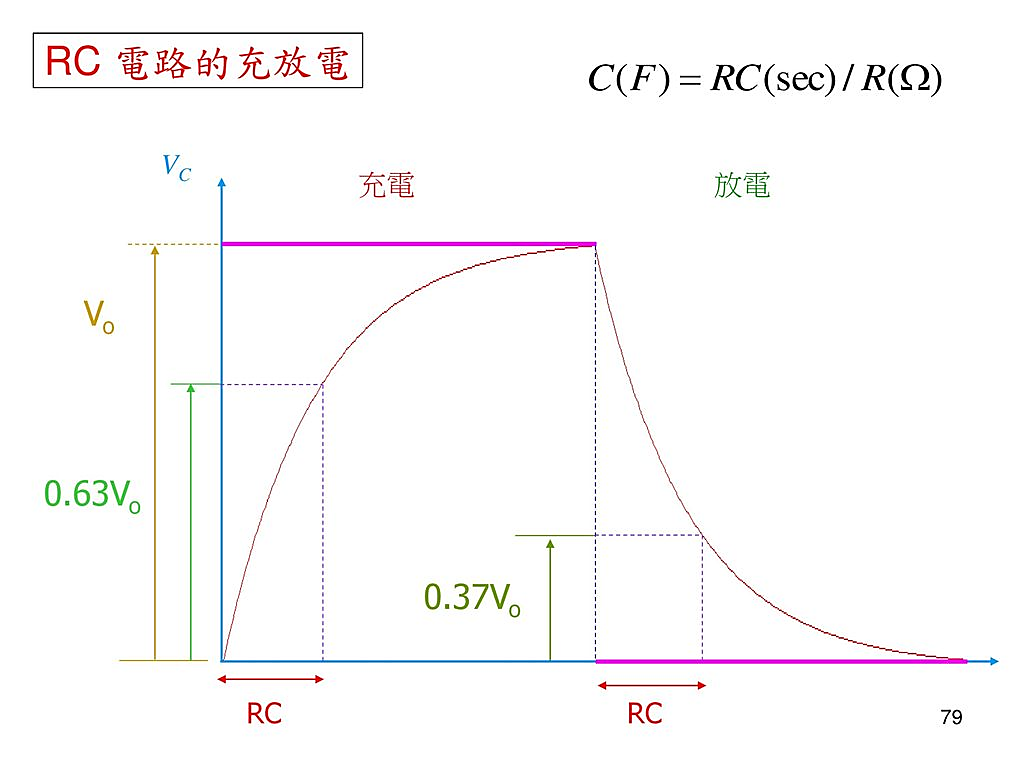 RC 電路的充放電
C(F) = RC(sec) / R(Ω)
V_C
充電
放電
V_o
0.63V_o
0.37V_o
RC
RC
79